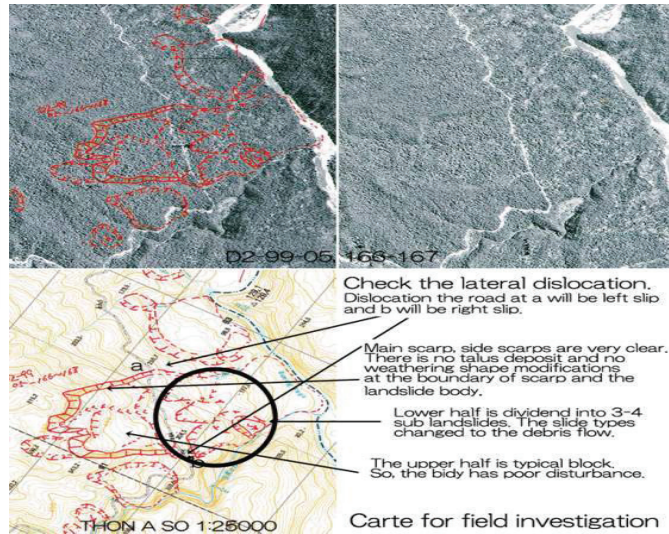 D2-99-05, 166-167
Check the lateral dislocation.
Dislocation the road at a will be left slip
and b will be right slip.
a
Main scarp, side scarps are very clear.
There is no talus deposit and no
weathering shape modifications
at the boundary of scarp and the
landslide body.
Lower half is dividend into 3-4
sub landslides. The slide types
changed to the debris flow.
b
The upper half is typical block.
So, the bidy has poor disturbance.
THON A SO 1:25000
Carte for field investigation